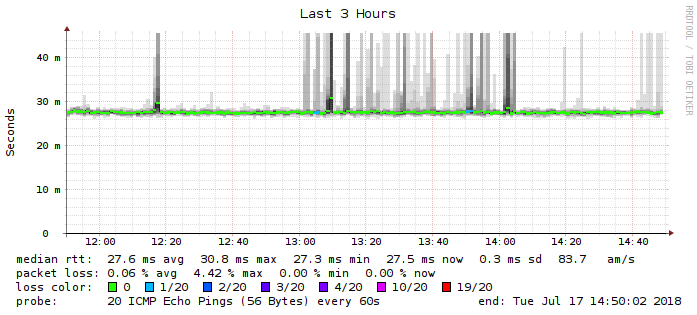 Last 3 Hours
RRDTOOL / TOBI OETIKER
Seconds
40 m
30 m
20 m
10 m
0
12:00 12:20 12:40 13:00 13:20 13:40 14:00 14:20 14:40
median rtt: 27.6 ms avg 30.8 ms max 27.3 ms min 27.5 ms now 0.3 ms sd 83.7 am/s
packet loss: 0.06 % avg 4.42 % max 0.00 % min 0.00 % now
loss color: 0 1/20 2/20 3/20 4/20 10/20 19/20
probe: 20 ICMP Echo Pings (56 Bytes) every 60s end: Tue Jul 17 14:50:02 2018